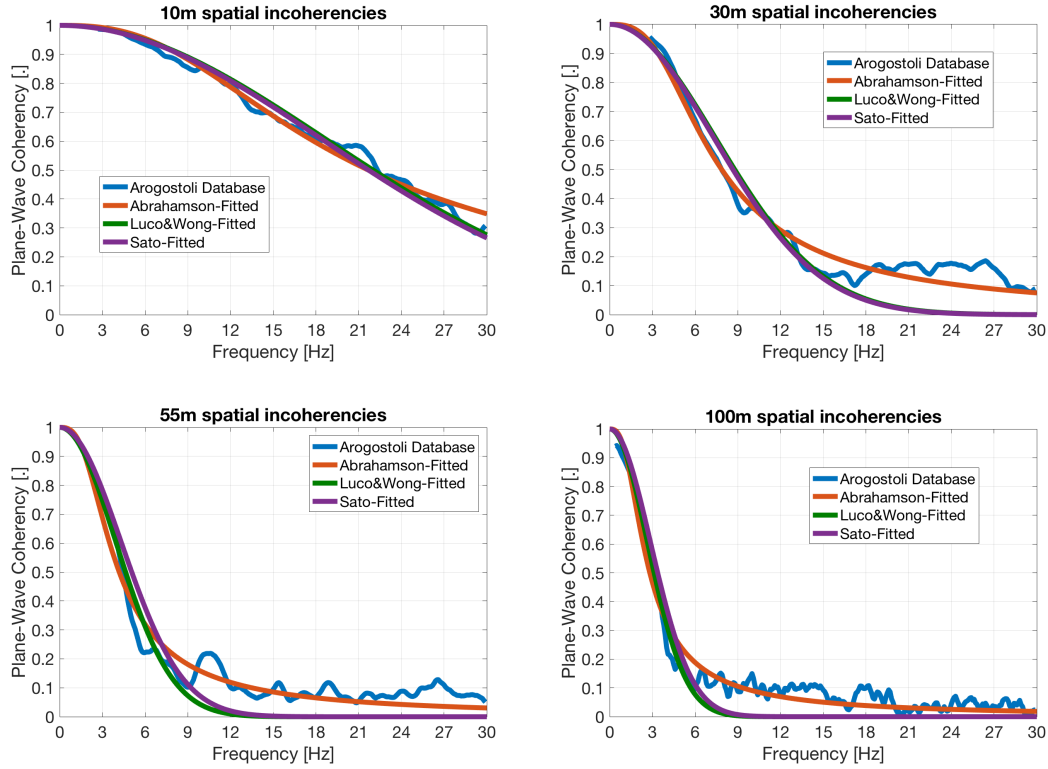 10m spatial incoherencies
Plane-Wave Coherency [.]
1
0.9
0.8
0.7
0.6
0.5
0.4
0.3
0.2
0.1
0
Arogostoli Database
Abrahamson-Fitted
Luco&Wong-Fitted
Sato-Fitted
0 3 6 9 12 15 18 21 24 27 30
Frequency [Hz]
30m spatial incoherencies
Plane-Wave Coherency [.]
1
0.9
0.8
0.7
0.6
0.5
0.4
0.3
0.2
0.1
0
Arogostoli Database
Abrahamson-Fitted
Luco&Wong-Fitted
Sato-Fitted
0 3 6 9 12 15 18 21 24 27 30
Frequency [Hz]
55m spatial incoherencies
Plane-Wave Coherency [.]
1
0.9
0.8
0.7
0.6
0.5
0.4
0.3
0.2
0.1
0
Arogostoli Database
Abrahamson-Fitted
Luco&Wong-Fitted
Sato-Fitted
0 3 6 9 12 15 18 21 24 27 30
Frequency [Hz]
100m spatial incoherencies
Plane-Wave Coherency [.]
1
0.9
0.8
0.7
0.6
0.5
0.4
0.3
0.2
0.1
0
Arogostoli Database
Abrahamson-Fitted
Luco&Wong-Fitted
Sato-Fitted
0 3 6 9 12 15 18 21 24 27 30
Frequency [Hz]